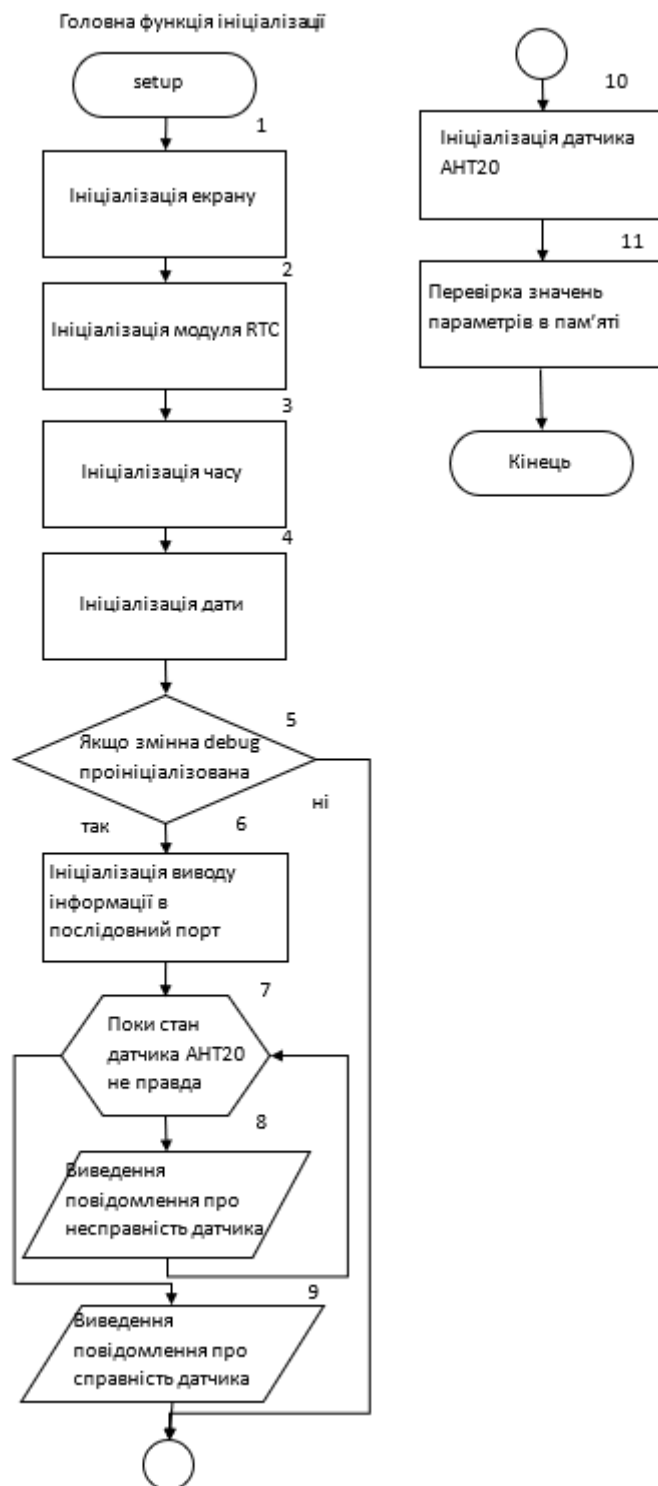 Головна функція ініціалізації
setup
1
Ініціалізація екрану
2
Ініціалізація модуля RTC
3
Ініціалізація часу
4
Ініціалізація дати
5
Якщо змінна debug
проініціалізована
ні
так
6
Ініціалізація виводу
інформації в
послідовний порт
7
Поки стан
датчика AHT20
не правда
8
Виведення
повідомлення про
несправність датчика
9
Виведення
повідомлення про
справність датчика
10
Ініціалізація датчика
AHT20
11
Перевірка значень
параметрів в пам'яті
Кінець